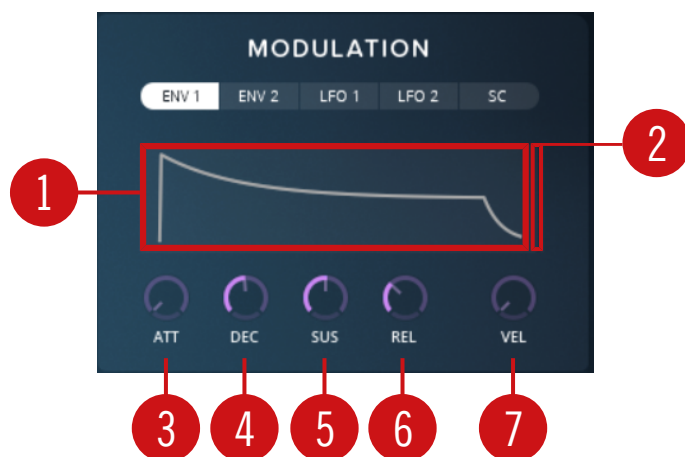 MODULATION
ENV 1 ENV 2 LFO 1 LFO 2 SC
1
2
ATT DEC SUS REL VEL
3 4 5 6 7